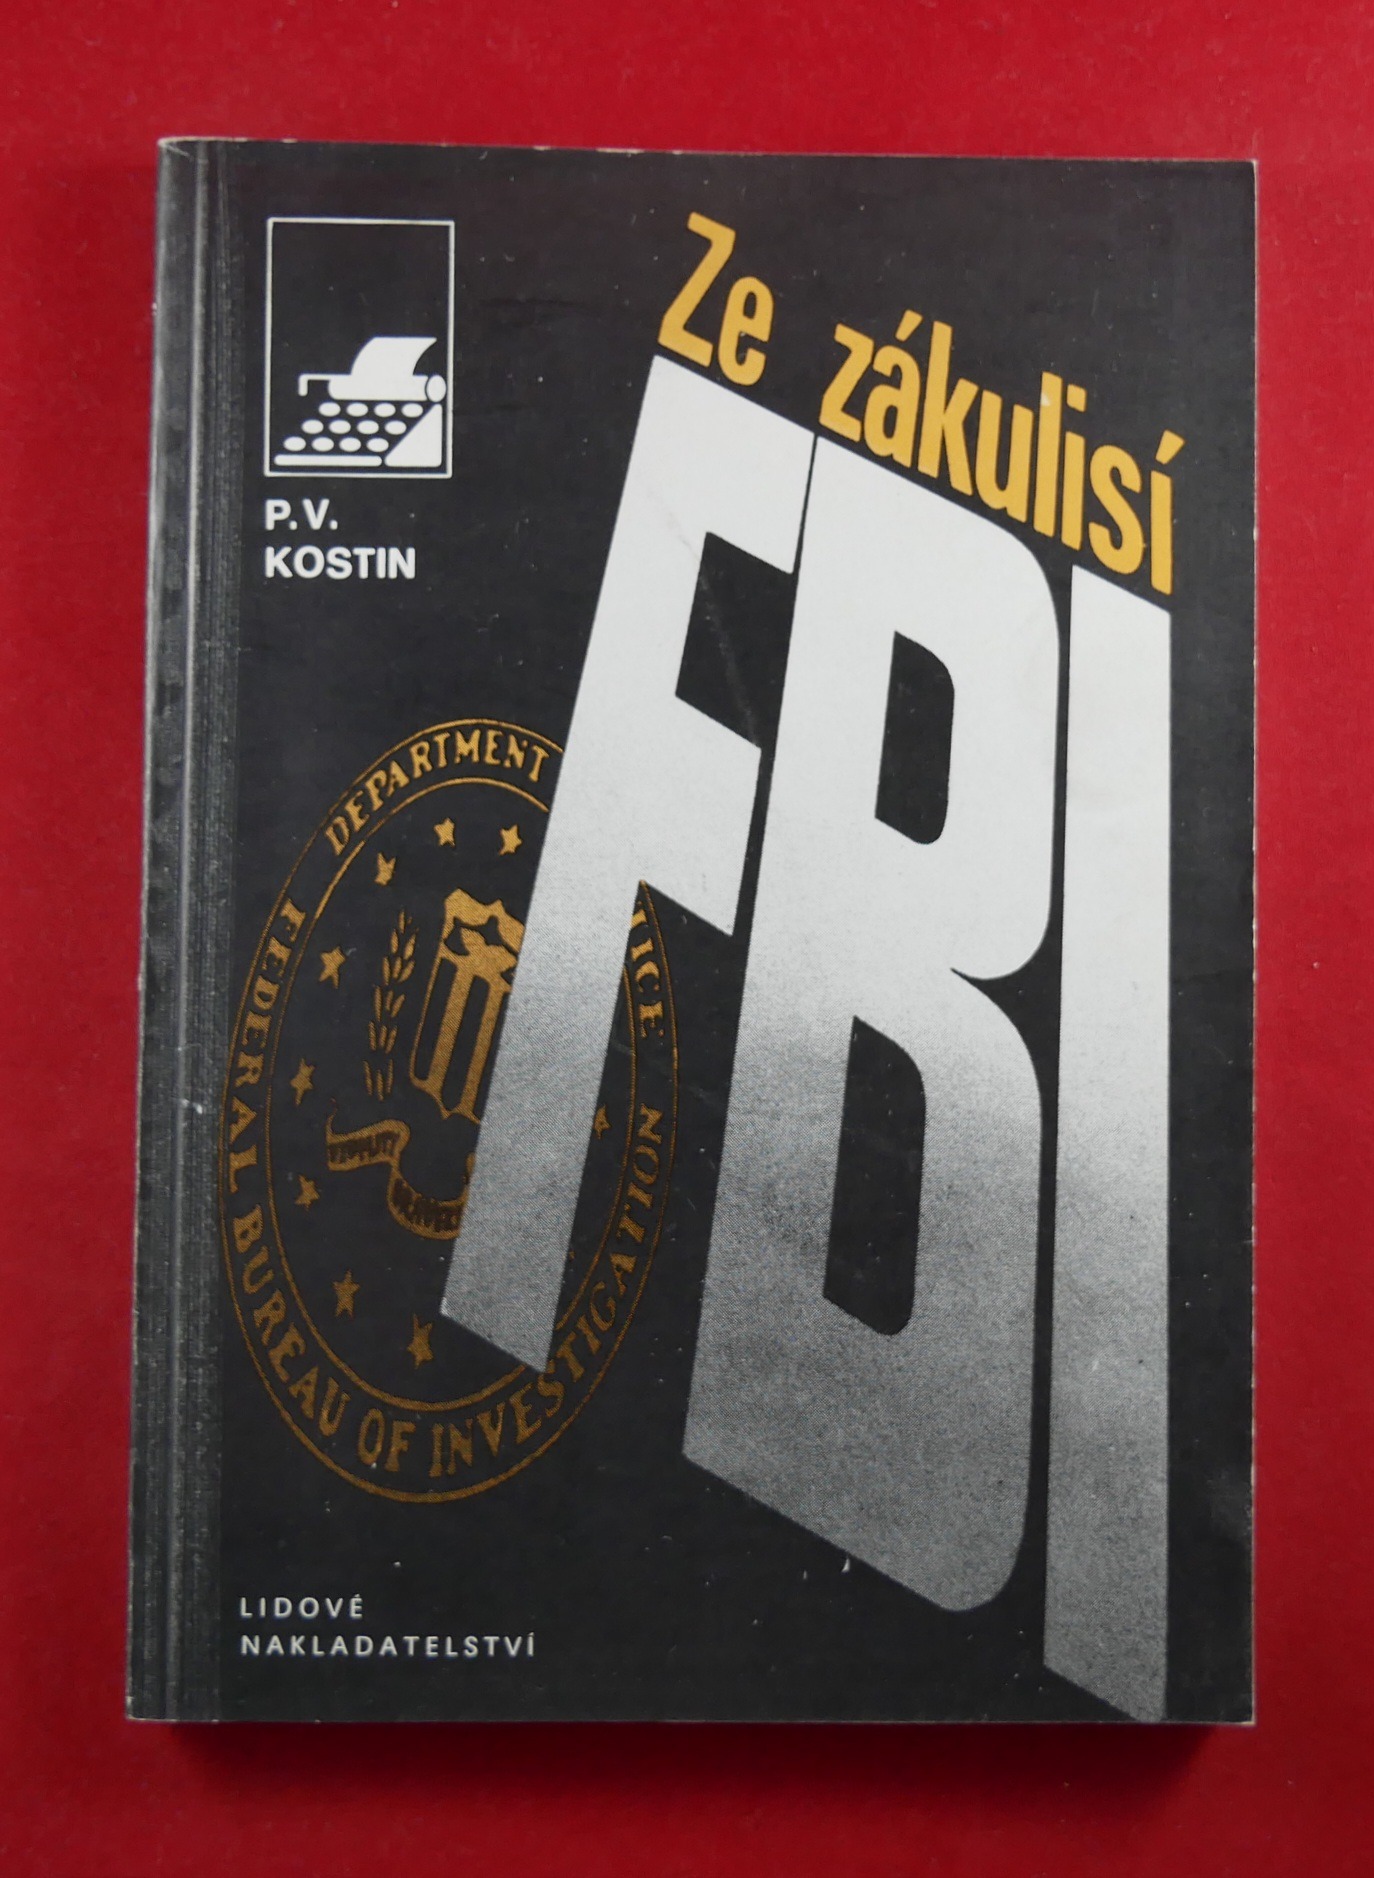 Ze zákulisí
FBI
P. V.
KOSTIN
DEPARTMENT
FEDERAL BUREAU OF INVESTIGATION
LIDOVÉ
NAKLADATELSTVÍ